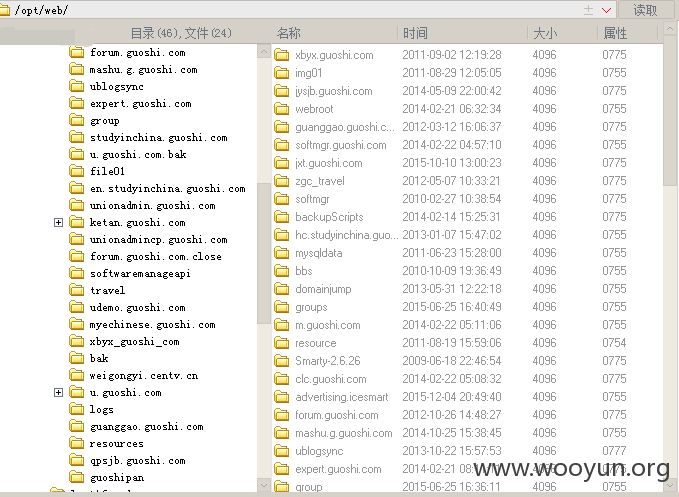 /opt/web/ 读取
目录(46),文件(24) 名称 时间 大小 属性
forum.guoshi.com
mashu.g.guoshi.com
ublogsync
expert.guoshi.com
group
studyinchina.guoshi.com
u.guoshi.com.bak
file01
en.studyinchina.guoshi.com
unionadmin.guoshi.com
ketan.guoshi.com
unionadmincp.guoshi.com
forum.guoshi.com.close
softwaremanageapi
travel
udemo.guoshi.com
myechinese.guoshi.com
xbyx_guoshi_com
bak
weigongyi.centv.cn
u.guoshi.com
logs
guanggao.guoshi.com
resources
qpsjb.guoshi.com
guoshipan
xbyx.guoshi.com 2011-09-02 12:19:28 4096 0775
img01 2011-08-29 12:05:05 4096 0755
jysjb.guoshi.com 2014-05-09 22:00:42 4096 0775
webroot 2014-02-21 06:32:34 4096 0775
guanggao.guoshi.c... 2012-03-12 16:06:37 4096 0775
softmgr.guoshi.com 2014-02-22 04:57:10 4096 0755
jxt.guoshi.com 2015-10-10 13:00:23 4096 0775
zgc_travel 2012-05-07 10:33:21 4096 0775
softmgr 2010-02-27 10:38:54 4096 0775
backupScripts 2014-02-14 15:25:31 4096 0775
hc.studyinchina.guo... 2013-01-07 15:47:02 4096 0755
mysqldata 2011-06-23 15:28:00 4096 0755
bbs 2010-10-09 19:36:49 4096 0755
domainjump 2013-05-31 12:22:18 4096 0755
groups 2015-06-25 16:40:49 4096 0755
m.guoshi.com 2014-02-22 05:11:06 4096 0755
resource 2011-08-19 15:59:06 4096 0754
Smarty-2.6.26 2009-06-18 22:46:54 4096 0755
clc.guoshi.com 2014-02-22 05:08:32 4096 0755
advertising.icesmart 2015-12-04 20:49:40 4096 0755
forum.guoshi.com 2012-10-26 14:48:27 4096 0775
mashu.g.guoshi.com 2014-10-25 15:38:45 4096 0755
ublogsync 2013-10-22 15:57:53 4096 0777
expert.guoshi.com 2014-02-21
group 2015-06-25 16:36:11 4096 0755
www.wooyun.org